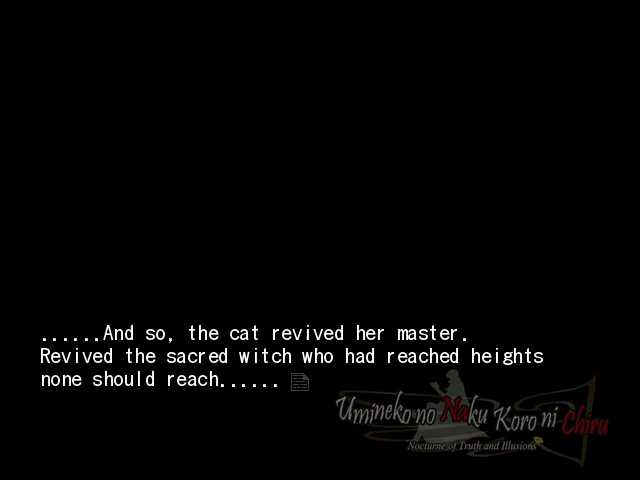 ......And so, the cat revived her master.
Revived the sacred witch who had reached heights
none should reach......
Umineko no Naku Koro ni Chiru
Nocturne of Truth and Illusions